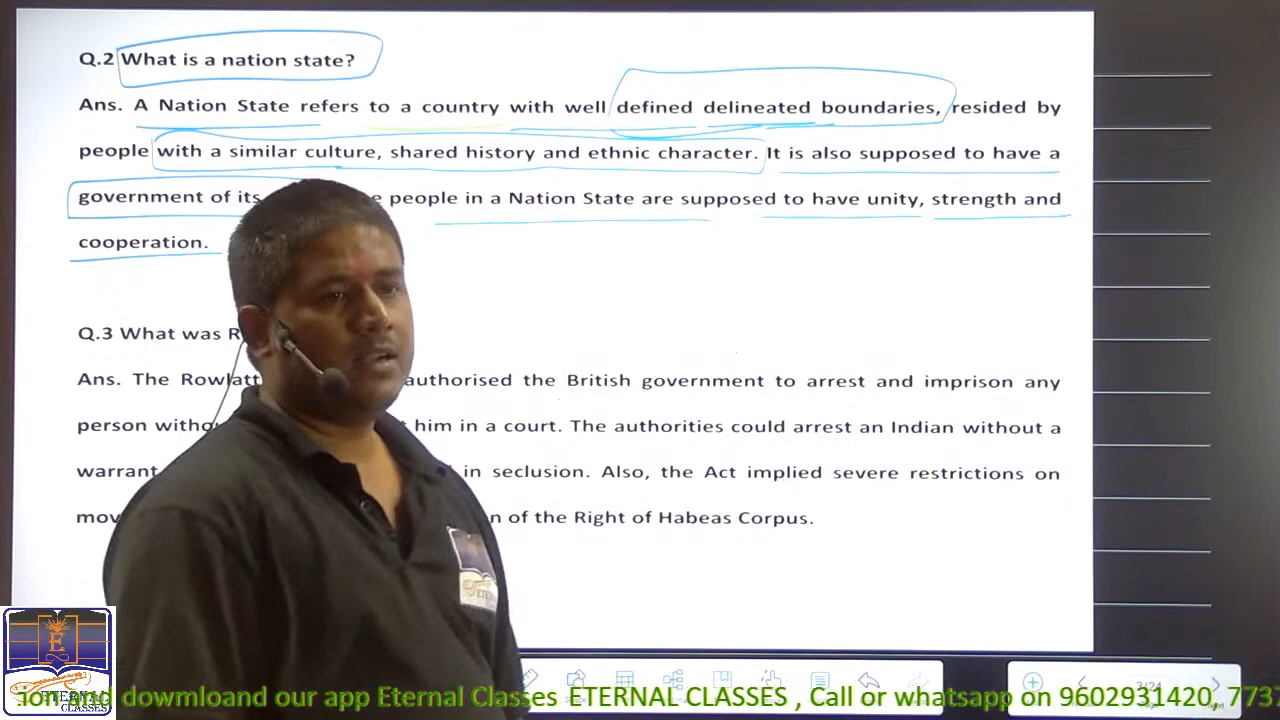 Q.2 What is a nation state?
Ans. A Nation State refers to a country with well defined delineated boundaries, resided by
people with a similar culture, shared history and ethnic character. It is also supposed to have a
government of its people in a Nation State are supposed to have unity, strength and
cooperation.
Q.3 What was
Ans. The Rowlatt authorised the British government to arrest and imprison any
person him in a court. The authorities could arrest an Indian without a
warrant in seclusion. Also, the Act implied severe restrictions on
of the Right of Habeas Corpus.
3/24
E
ETERNAL
CLASSES
and dowmloand our app Eternal Classes ETERNAL CLASSES , Call or whatsapp on 9602931420,